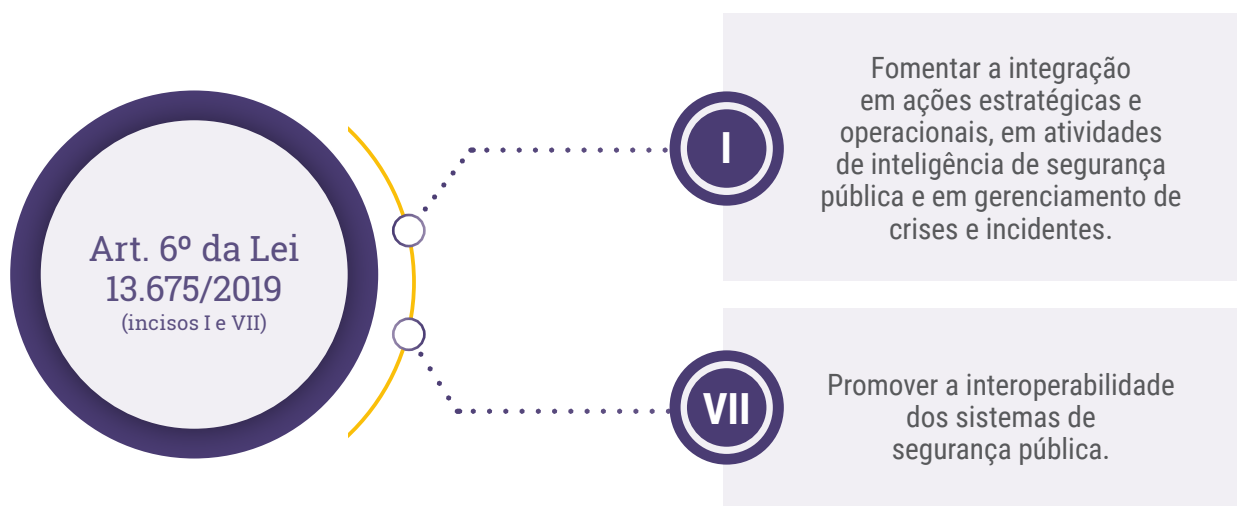 Art. 6º da Lei
13.675/2019
(incisos I e VII)
I
Fomentar a integração
em ações estratégicas e
operacionais, em atividades
de inteligência de segurança
pública e em gerenciamento de
crises e incidentes.
VII
Promover a interoperabilidade
dos sistemas de
segurança pública.